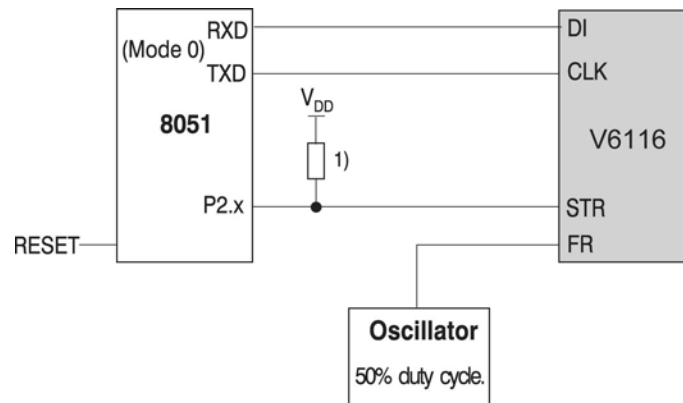 RXD
(Mode 0)
TXD
8051
P2.x
RESET
V_DD
1)
DI
CLK
V6116
STR
FR
Oscillator
50% duty cycle.